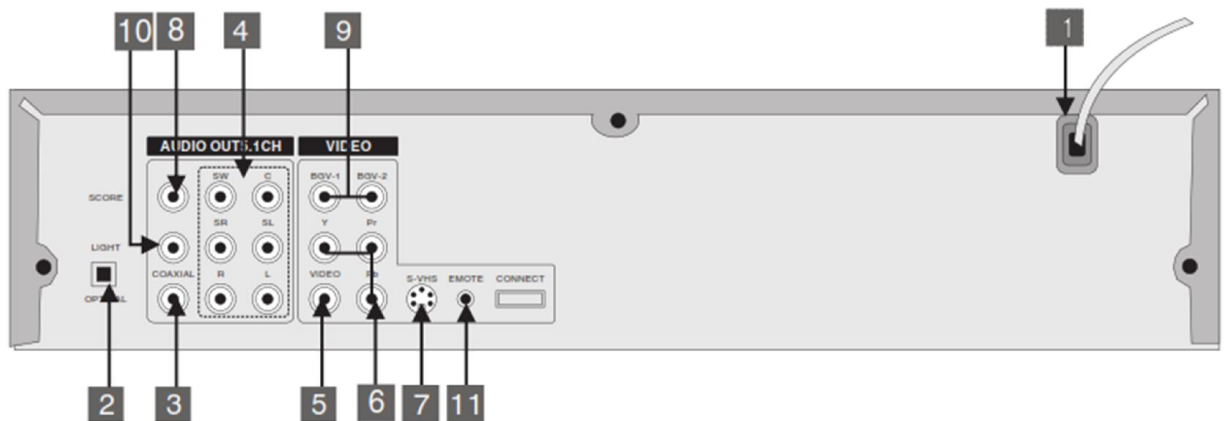 10 8 4 9 1
AUDIO OUT5.1CH VIDEO
SW C BGV-1 BGV-2
SCORE
SR SL Y Pr
LIGHT
COAXIAL R L VIDEO Pb S-VHS EMOTE CONNECT
OPTICAL
2 3 5 6 7 11